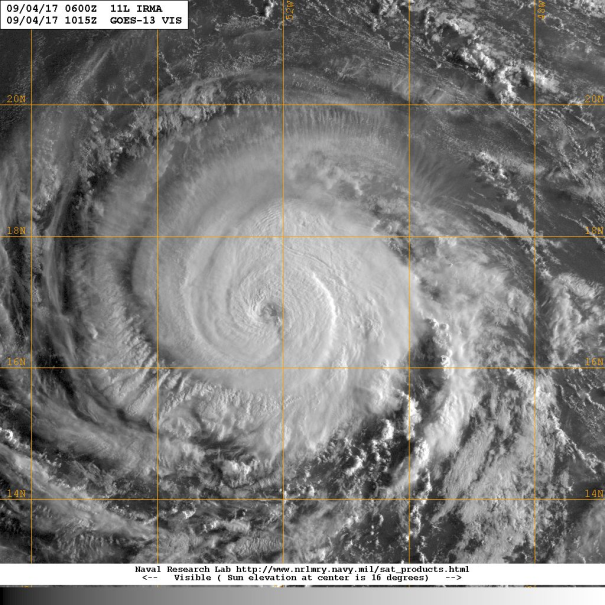 09/04/17 0600Z 11L IRMA
09/04/17 1015Z GOES-13 VIS
52W
48W
20N 20N
18N 18N
16N 16N
14N 14N
Naval Research Lab http://www.nrlmry.navy.mil/sat_products.html
<-- Visible ( Sun elevation at center is 16 degrees) -->